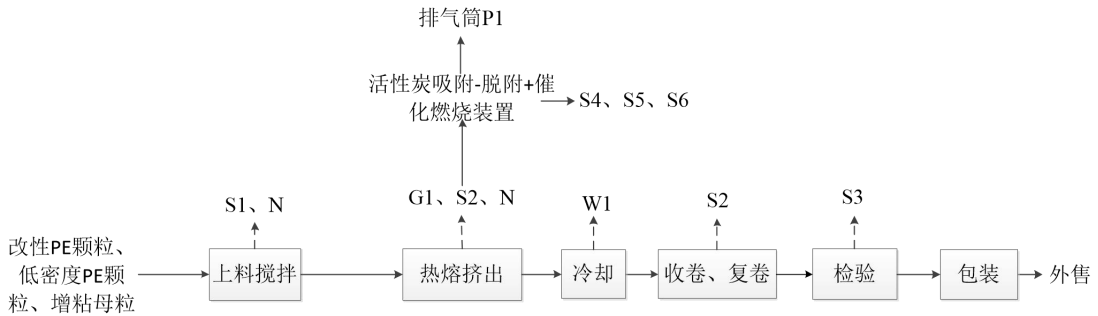 排气筒P1
活性炭吸附-脱附+催
化燃烧装置
S4、S5、S6
S1、N
G1、S2、N
W1
S2
S3
改性PE颗粒、
低密度PE颗
粒、增粘母粒
上料搅拌
热熔挤出
冷却
收卷、复卷
检验
包装
外售